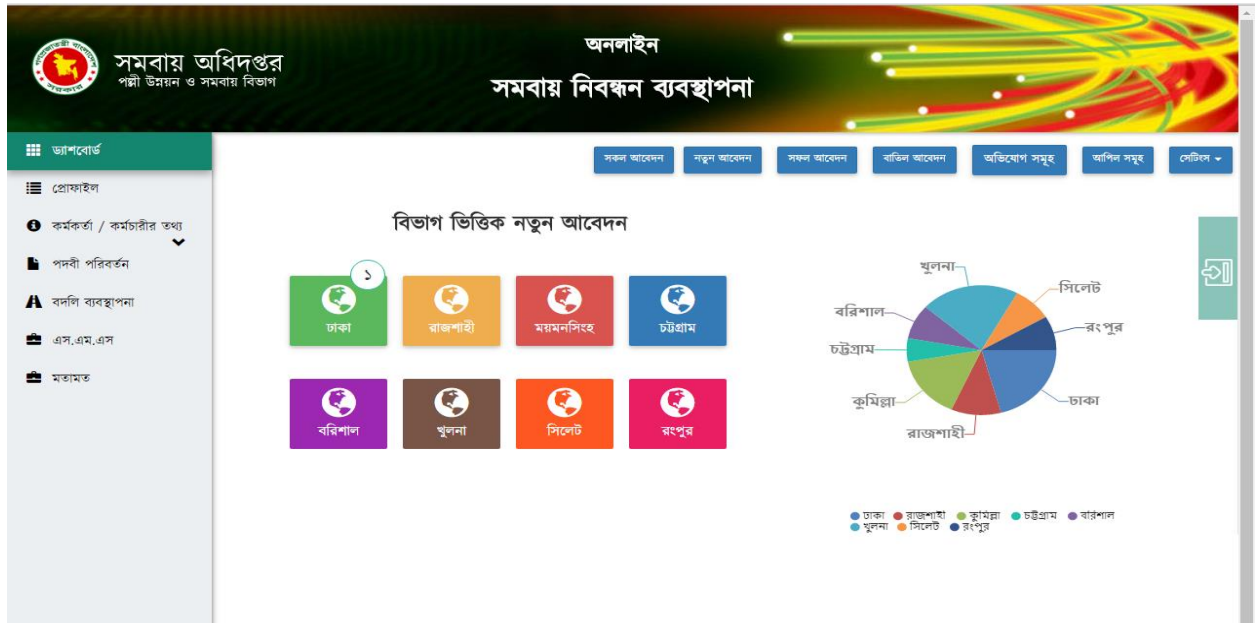 সমবায় অধিদপ্তর
পল্লী উন্নয়ন ও সমবায় বিভাগ
অনলাইন
সমবায় নিবন্ধন ব্যবস্থাপনা
ড্যাশবোর্ড
প্রোফাইল
কর্মকর্তা / কর্মচারীর তথ্য
পদবী পরিবর্তন
বদলি ব্যবস্থাপনা
এস.এম.এস
মতামত
সকল আবেদন নতুন আবেদন সফল আবেদন বাতিল আবেদন অভিযোগ সমূহ আপিল সমূহ সেটিংস
বিভাগ ভিত্তিক নতুন আবেদন
১
ঢাকা রাজশাহী ময়মনসিংহ চট্টগ্রাম
বরিশাল খুলনা সিলেট রংপুর
খুলনা
সিলেট
বরিশাল
রংপুর
চট্টগ্রাম
কুমিল্লা
ঢাকা
রাজশাহী
ঢাকা রাজশাহী কুমিল্লা চট্টগ্রাম বরিশাল
খুলনা সিলেট রংপুর